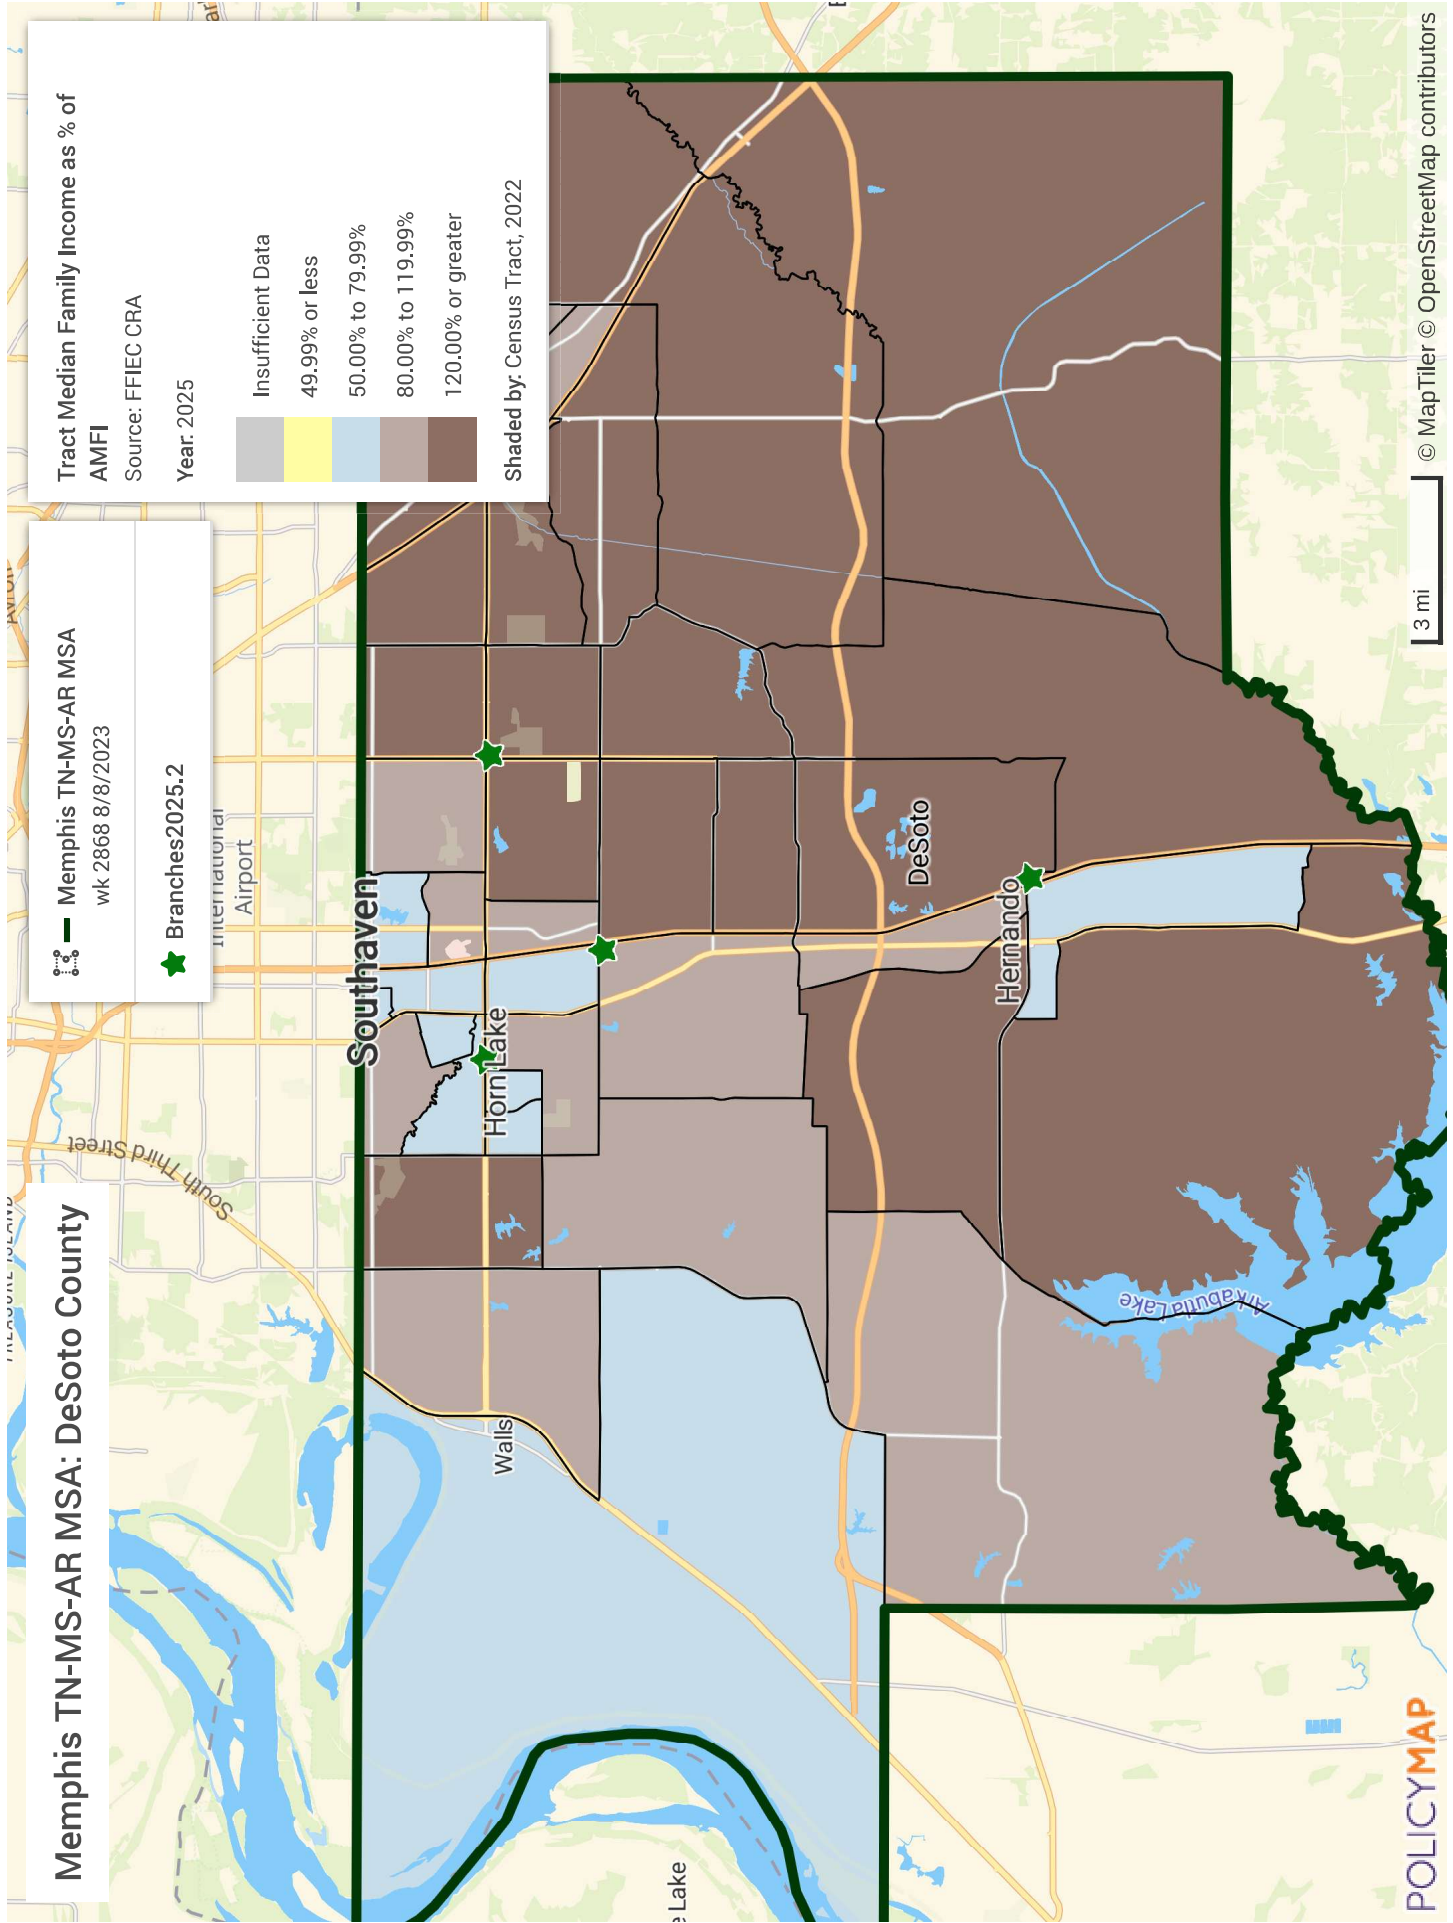 Memphis TN-MS-AR MSA: DeSoto County
Memphis TN-MS-AR MSA
wk 2868 8/8/2023
Branches2025.2
Tract Median Family Income as % of
AMFI
Source: FFIEC CRA
Year: 2025
Insufficient Data
49.99% or less
50.00% to 79.99%
80.00% to 119.99%
120.00% or greater
Shaded by: Census Tract, 2022
South Third Street
International
Airport
Southaven
Horn Lake
Walls
DeSoto
Hernando
Arkabutla Lake
e Lake
3 mi
POLICYMAP
© MapTiler © OpenStreetMap contributors